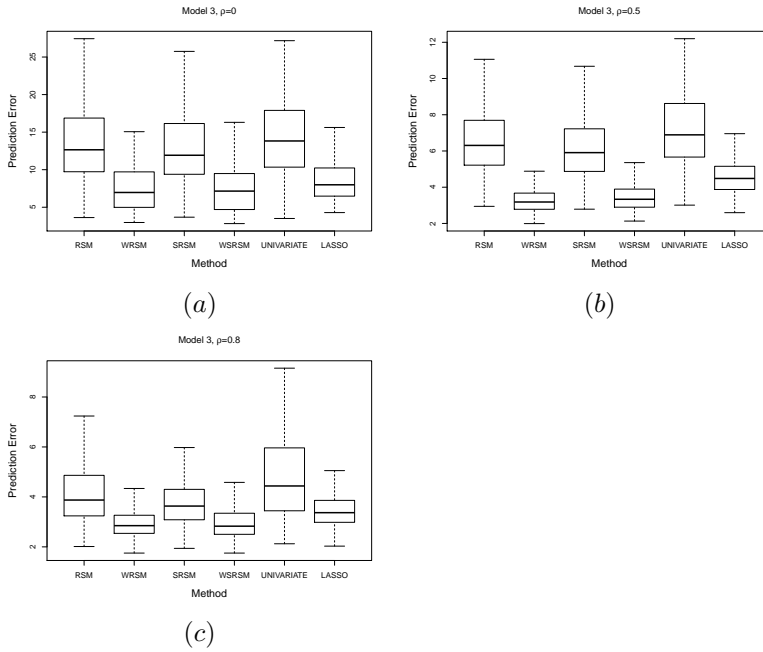 Model 3, ρ=0
Prediction Error
5 10 15 20 25
RSM WRSM SRSM WSRSM UNIVARIATE LASSO
Method
(a)
Model 3, ρ=0.5
Prediction Error
2 4 6 8 10 12
RSM WRSM SRSM WSRSM UNIVARIATE LASSO
Method
(b)
Model 3, ρ=0.8
Prediction Error
2 4 6 8
RSM WRSM SRSM WSRSM UNIVARIATE LASSO
Method
(c)